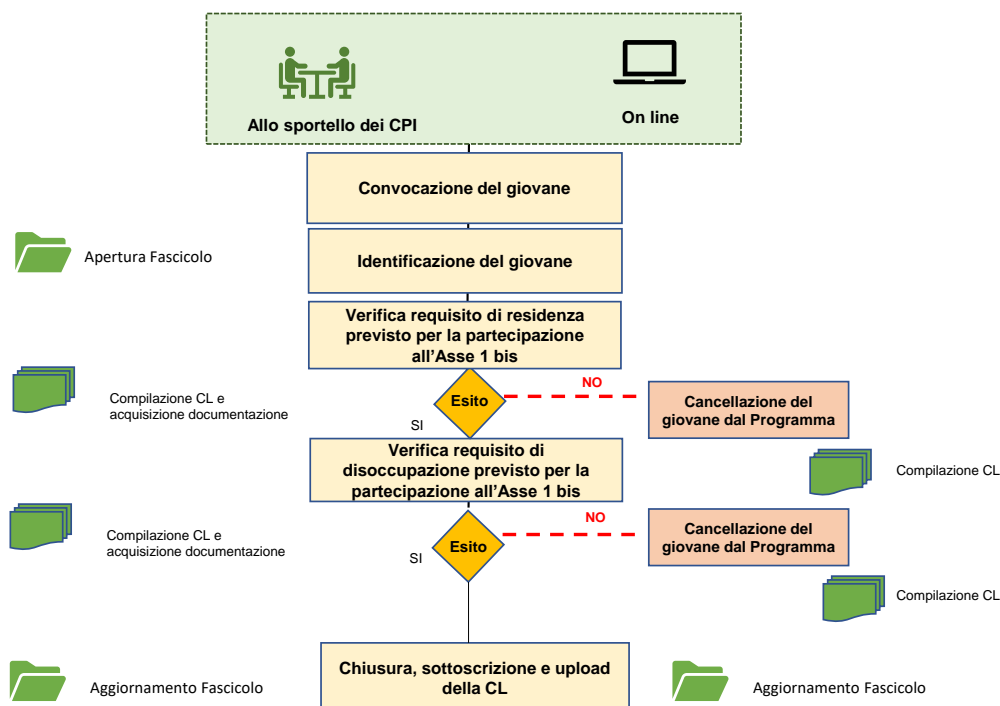 Allo sportello dei CPI
On line
Convocazione del giovane
Apertura Fascicolo
Identificazione del giovane
Verifica requisito di residenza
previsto per la partecipazione
all'Asse 1 bis
Compilazione CL e
acquisizione documentazione
Esito
NO
SI
Cancellazione del
giovane dal Programma
Compilazione CL
Verifica requisito di
disoccupazione previsto per la
partecipazione all'Asse 1 bis
Compilazione CL e
acquisizione documentazione
Esito
NO
SI
Cancellazione del
giovane dal Programma
Compilazione CL
Aggiornamento Fascicolo
Chiusura, sottoscrizione e upload
della CL
Aggiornamento Fascicolo